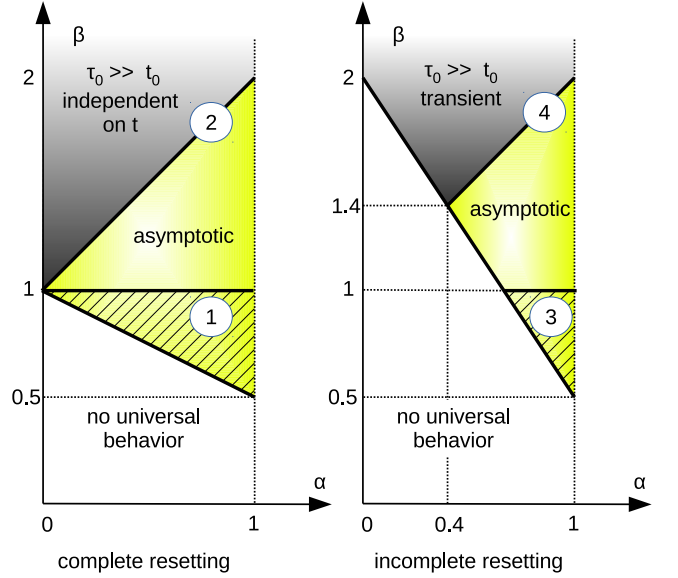 β
2
τ0 >> t0
independent
on t
2
asymptotic
1
1
0.5
no universal
behavior
α
0
1
complete resetting
β
2
τ0 >> t0
transient
4
1.4
asymptotic
1
3
0.5
no universal
behavior
α
0
0.4
1
incomplete resetting